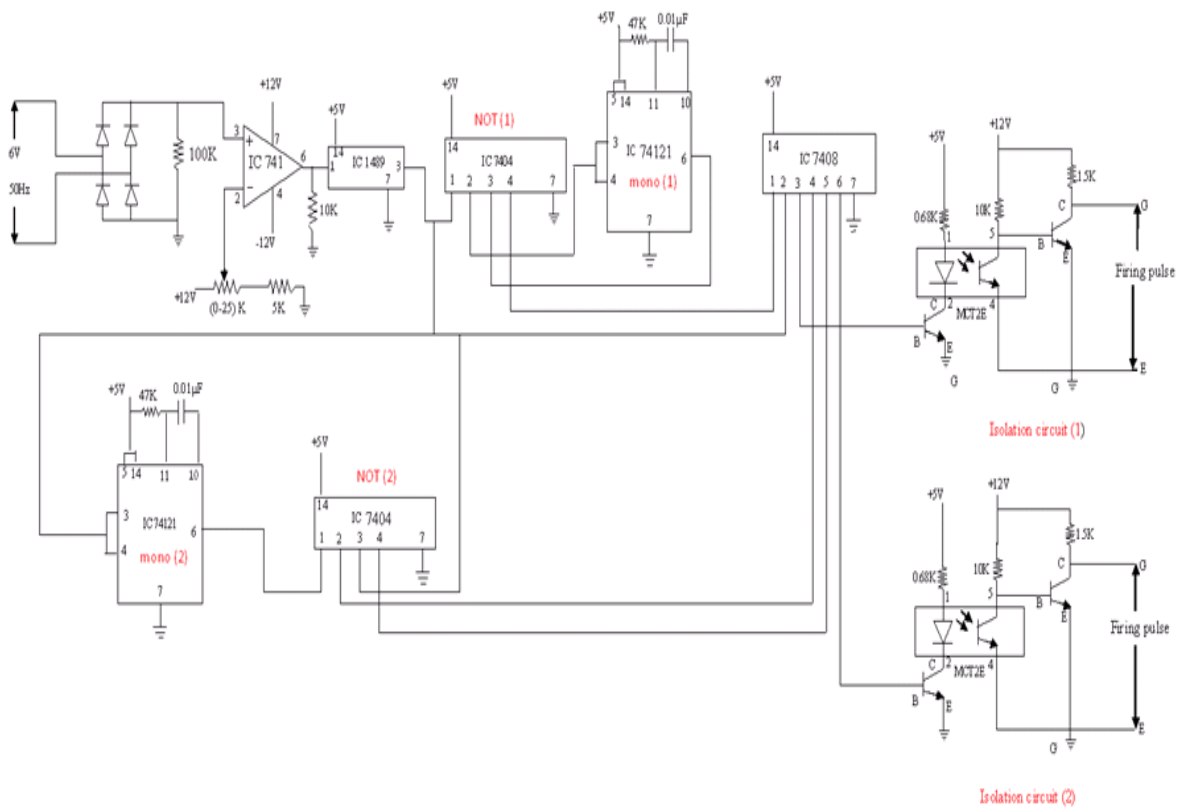 +5V
47K
0.01µF
5
14
11
10
3
4
IC 74121
mono (1)
6
7
6V
50Hz
100K
+12V
3
+
7
IC 741
6
2
−
4
-12V
10K
+12V
(0-25) K
5K
+5V
14
1
IC 1489
3
7
+5V
NOT (1)
14
IC 7404
1
2
3
4
7
+5V
14
IC 7408
1
2
3
4
5
6
7
+5V
0.68K
1
+12V
10K
5
1.5K
C
B
E
G
Firing pulse
E
C
2
MCT2E
4
B
E
G
G
Isolation circuit (1)
+5V
47K
0.01µF
5
14
11
10
3
4
IC 74121
mono (2)
6
7
+5V
NOT (2)
14
IC 7404
1
2
3
4
7
+5V
0.68K
1
+12V
10K
5
1.5K
C
B
E
G
Firing pulse
E
C
2
MCT2E
4
B
E
G
Isolation circuit (2)